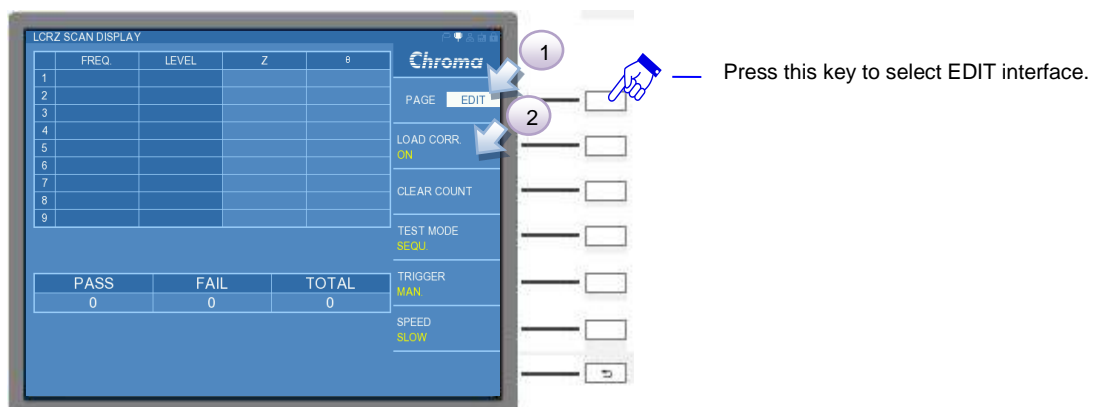 LCRZ SCAN DISPLAY
FREQ. LEVEL Z θ
1
2
3
4
5
6
7
8
9
PASS FAIL TOTAL
0 0 0
Chroma
PAGE EDIT
LOAD CORR.
ON
CLEAR COUNT
TEST MODE
SEQU.
TRIGGER
MAN.
SPEED
SLOW
1
2
Press this key to select EDIT interface.